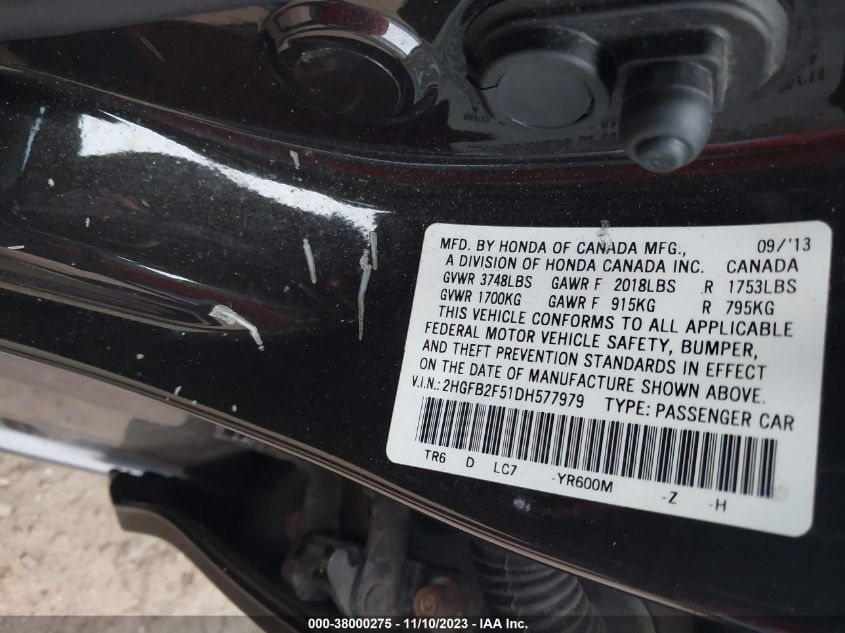 MFD. BY HONDA OF CANADA MFG., 09/'13
A DIVISION OF HONDA CANADA INC. CANADA
GVWR 3748LBS GAWR F 2018LBS .R 1753LBS
GVWR 1700KG GAWR F 915KG R 795KG
THIS VEHICLE CONFORMS TO ALL APPLICABLE
FEDERAL MOTOR VEHICLE SAFETY, BUMPER,
AND THEFT PREVENTION STANDARDS IN EFFECT
ON THE DATE OF MANUFACTURE SHOWN ABOVE.
V.I.N.: 2HGFB2F51DH577979 TYPE: PASSENGER CAR
TR6 D LC7 -YR600M -Z -H
000-38000275 - 11/10/2023 - IAA Inc.